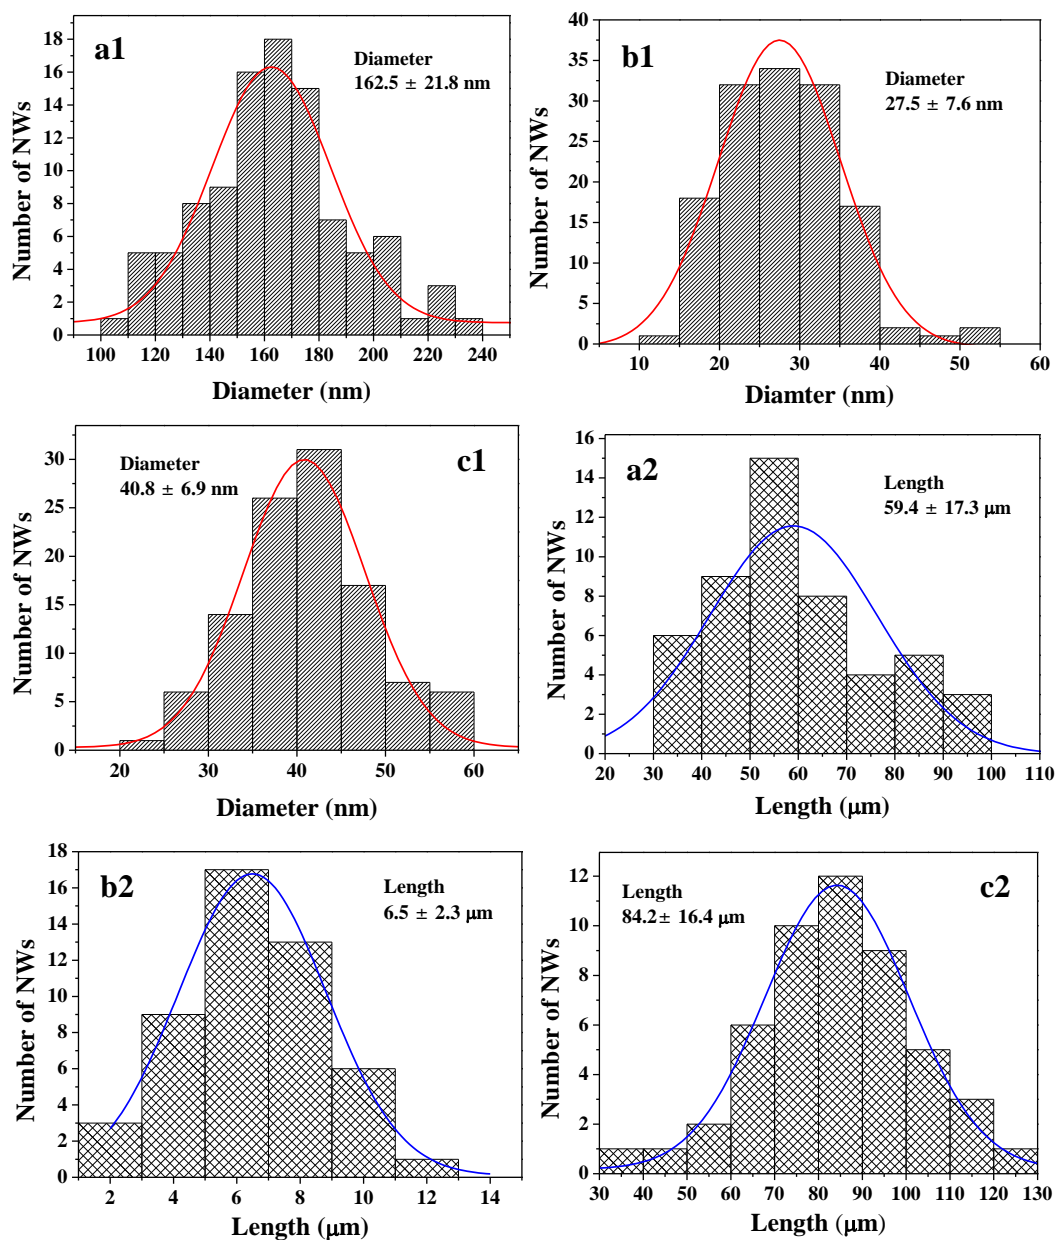 a1
Diameter
162.5 ± 21.8 nm
Number of NWs
0
2
4
6
8
10
12
14
16
18
100 120 140 160 180 200 220 240
Diameter (nm)
b1
Diameter
27.5 ± 7.6 nm
Number of NWs
0
5
10
15
20
25
30
35
40
10 20 30 40 50 60
Diamter (nm)
Diameter
40.8 ± 6.9 nm
c1
Number of NWs
0
5
10
15
20
25
30
20 30 40 50 60
Diameter (nm)
a2
Length
59.4 ± 17.3 μm
Number of NWs
0
2
4
6
8
10
12
14
16
20 30 40 50 60 70 80 90 100 110
Length (μm)
b2
Length
6.5 ± 2.3 μm
Number of NWs
0
2
4
6
8
10
12
14
16
18
2 4 6 8 10 12 14
Length (μm)
Length
84.2± 16.4 μm
c2
Number of NWs
0
2
4
6
8
10
12
30 40 50 60 70 80 90 100 110 120 130
Length (μm)